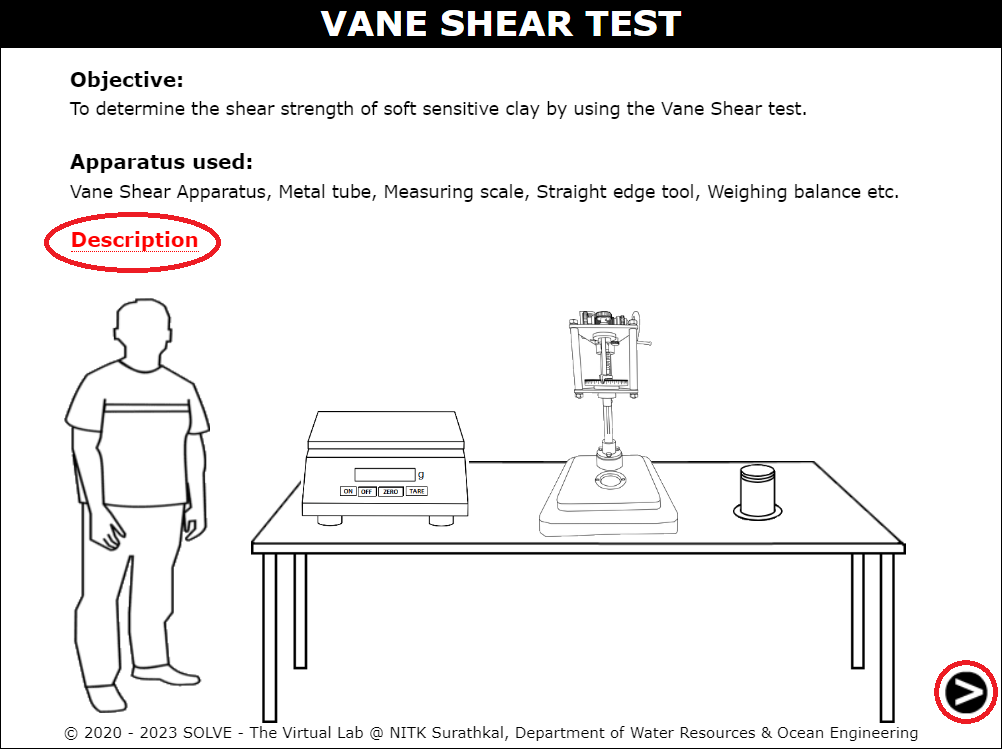 VANE SHEAR TEST
Objective:
To determine the shear strength of soft sensitive clay by using the Vane Shear test.
Apparatus used:
Vane Shear Apparatus, Metal tube, Measuring scale, Straight edge tool, Weighing balance etc.
Description
g
ON OFF ZERO TARE
© 2020 - 2023 SOLVE - The Virtual Lab @ NITK Surathkal, Department of Water Resources & Ocean Engineering